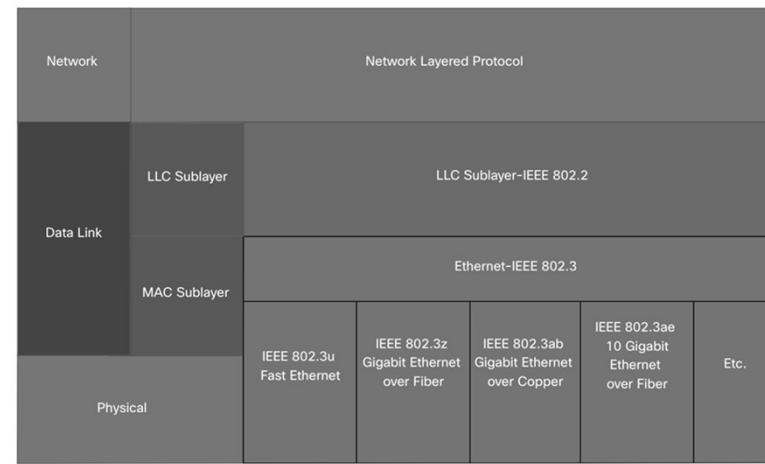 Network
Network Layered Protocol
LLC Sublayer
LLC Sublayer-IEEE 802.2
Data Link
MAC Sublayer
Ethernet-IEEE 802.3
IEEE 802.3u
Fast Ethernet
IEEE 802.3z
Gigabit Ethernet
over Fiber
IEEE 802.3ab
Gigabit Ethernet
over Copper
IEEE 802.3ae
10 Gigabit
Ethernet
over Fiber
Etc.
Physical